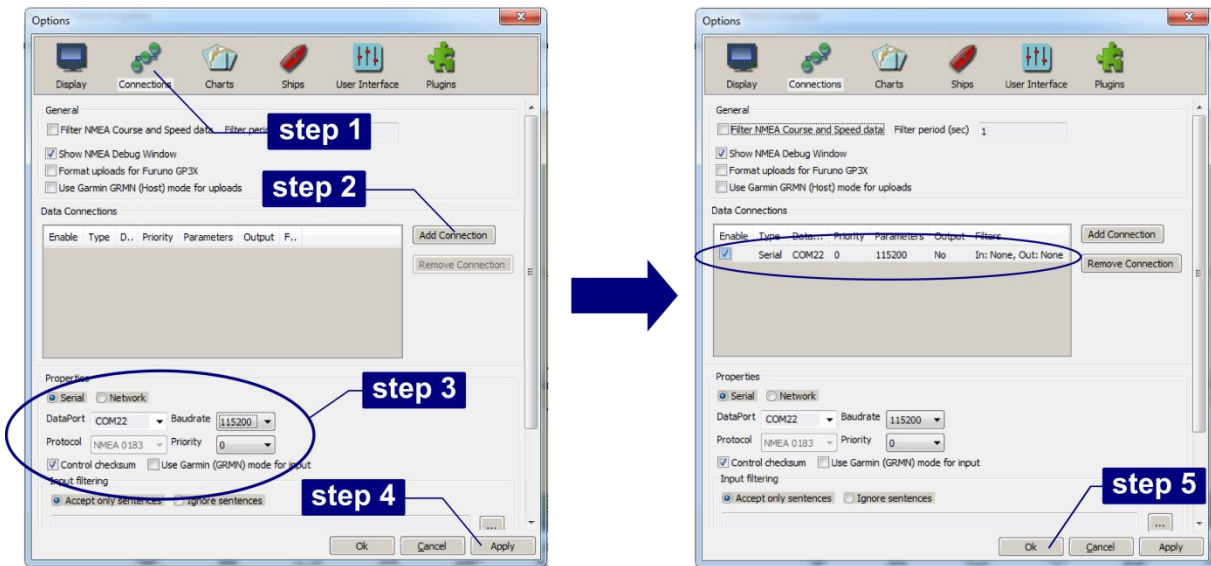 Options
Display Connections Charts Ships User Interface Plugins
General
Filter NMEA Course and Speed data Filter peri
step 1
Show NMEA Debug Window
Format uploads for Furuno GP3X
Use Garmin GRMN (Host) mode for uploads
step 2
Data Connections
Enable Type D.. Priority Parameters Output F..
Add Connection
Remove Connection
Properties
step 3
Serial Network
DataPort COM22 Baudrate 115200
Protocol NMEA 0183 Priority 0
Control checksum Use Garmin (GRMN) mode for input
Input filtering
Accept only sentences Ignore sentences
step 4
...
Ok Cancel Apply
Options
Display Connections Charts Ships User Interface Plugins
General
Filter NMEA Course and Speed data Filter period (sec) 1
Show NMEA Debug Window
Format uploads for Furuno GP3X
Use Garmin GRMN (Host) mode for uploads
Data Connections
Enable Type Data... Priority Parameters Output Filters
Serial COM22 0 115200 No In: None, Out: None
Add Connection
Remove Connection
Properties
Serial Network
DataPort COM22 Baudrate 115200
Protocol NMEA 0183 Priority 0
Control checksum Use Garmin (GRMN) mode for input
Input filtering
Accept only sentences Ignore sentences
step 5
...
Ok Cancel Apply